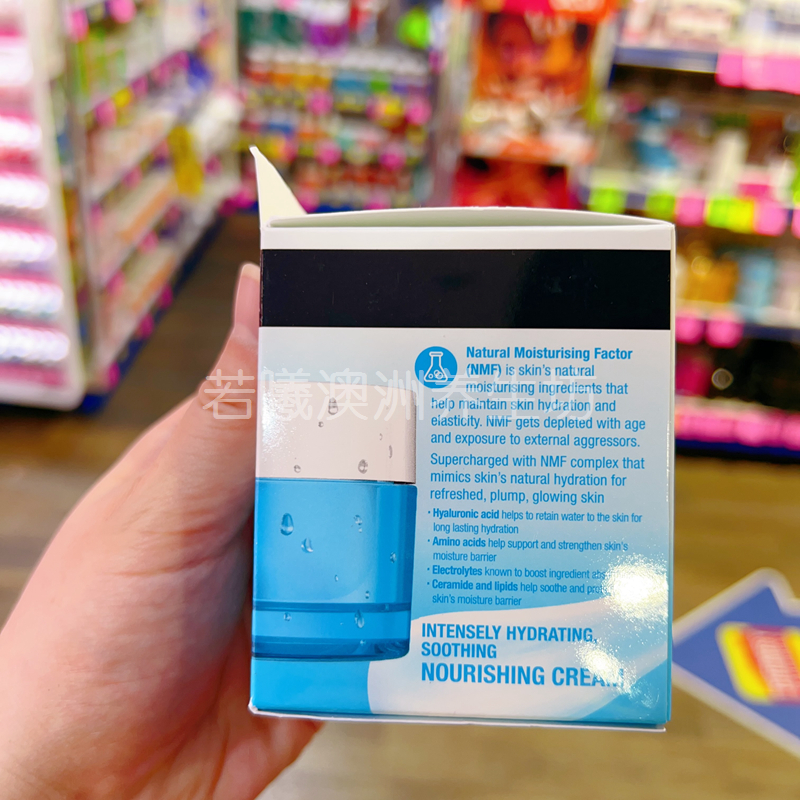 Natural Moisturising Factor
(NMF) is skin's natural
moisturising ingredients that
help maintain skin hydration and
elasticity. NMF gets depleted with age
and exposure to external aggressors.
Supercharged with NMF complex that
mimics skin's natural hydration for
refreshed, plump, glowing skin
· Hyaluronic acid helps to retain water to the skin for
long lasting hydration
· Amino acids help support and strengthen skin's
moisture barrier
· Electrolytes known to boost ingredient
· Ceramide and lipids help soothe and
skin's moisture barrier
INTENSELY HYDRATING,
SOOTHING
NOURISHING CREAM
若曦澳洲